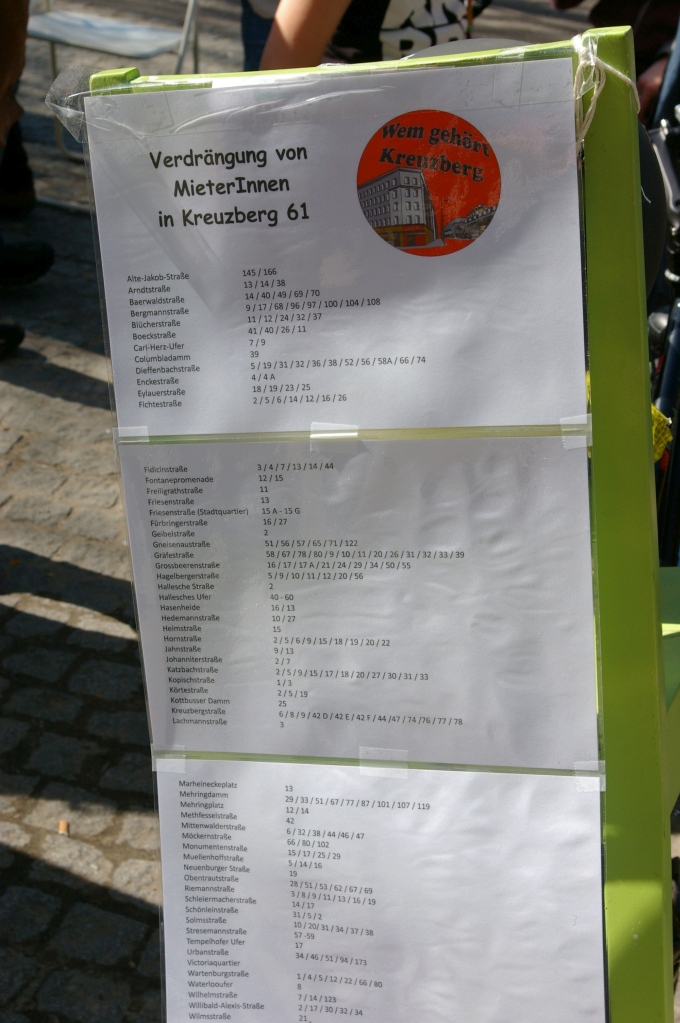 Verdrängung von
MieterInnen
in Kreuzberg 61
Wem gehört
Kreuzberg
Alte-Jakob-Straße 145 / 166
Arndtstraße 13 / 14 / 38
Baerwaldstraße 14 / 40 / 49 / 69 / 70
Bergmannstraße 9 / 17 / 68 / 96 / 97 / 100 / 104 / 108
Blücherstraße 11 / 12 / 24 / 32 / 37
Boeckstraße 41 / 40 / 26 / 11
Carl-Herz-Ufer 7 / 9
Columbiadamm 39
Dieffenbachstraße 5 / 19 / 31 / 32 / 36 / 38 / 52 / 56 / 58A / 66 / 74
Enckestraße 4 / 4 A
Eylauerstraße 18 / 19 / 23 / 25
Fichtestraße 2 / 5 / 6 / 14 / 12 / 16 / 26
Fidicinstraße 3 / 4 / 7 / 13 / 14 / 44
Fontanepromenade 12 / 15
Freiligrathstraße 11
Friesenstraße 13
Friesenstraße (Stadtquartier) 15 A - 15 G
Fürbringerstraße 16 / 27
Geibelstraße 2
Gneisenaustraße 51 / 56 / 57 / 65 / 71 / 122
Gräfestraße 58 / 67 / 78 / 80 / 9 / 10 / 11 / 20 / 26 / 31 / 32 / 33 / 39
Grossbeerenstraße 16 / 17 / 17 A / 21 / 24 / 29 / 34 / 50 / 55
Hagelbergerstraße 5 / 9 / 10 / 11 / 12 / 20 / 56
Hallesche Straße 2
Hallesches Ufer 40 - 60
Hasenheide 16 / 13
Hedemannstraße 10 / 27
Heimstraße 15
Hornstraße 2 / 5 / 6 / 9 / 15 / 18 / 19 / 20 / 22
Jahnstraße 9 / 13
Johanniterstraße 2 / 7
Katzbachstraße 2 / 5 / 9 / 15 / 17 / 18 / 20 / 27 / 30 / 31 / 33
Kopischstraße 1 / 3
Körtestraße 2 / 5 / 19
Kottbusser Damm 25
Kreuzbergstraße 6 / 8 / 9 / 42 D / 42 E / 42 F / 44 /47 / 74 /76 / 77 / 78
Lachmannstraße 3
Marheineckeplatz 13
Mehringdamm 29 / 33 / 51 / 67 / 77 / 87 / 101 / 107 / 119
Mehringplatz 12 / 14
Methfesselstraße 42
Mittenwalderstraße 6 / 32 / 38 / 44 /46 / 47
Möckernstraße 66 / 80 / 102
Monumentenstraße 15 / 17 / 25 / 29
Muellenhoffstraße 5 / 14 / 16
Neuenburger Straße 19
Obentrautstraße 28 / 51 / 53 / 62 / 67 / 69
Riemannstraße 3 / 8 / 9 / 11 / 13 / 16 / 19
Schleiermacherstraße 14 / 17
Schönleinstraße 31 / 5 / 2
Solmsstraße 10 / 20/ 31 / 34 / 37 / 38
Stresemannstraße 57 -59
Tempelhofer Ufer 17
Urbanstraße 34 / 46 / 51 / 94 / 173
Victoriaquartier
Wartenburgstraße 1 / 4 / 5 / 12 / 22 / 66 / 80
Waterlooufer 8
Wilhelmstraße 7 / 14 / 123
Willibald-Alexis-Straße 2 / 17 / 30 / 32 / 34
Wilmsstraße 21